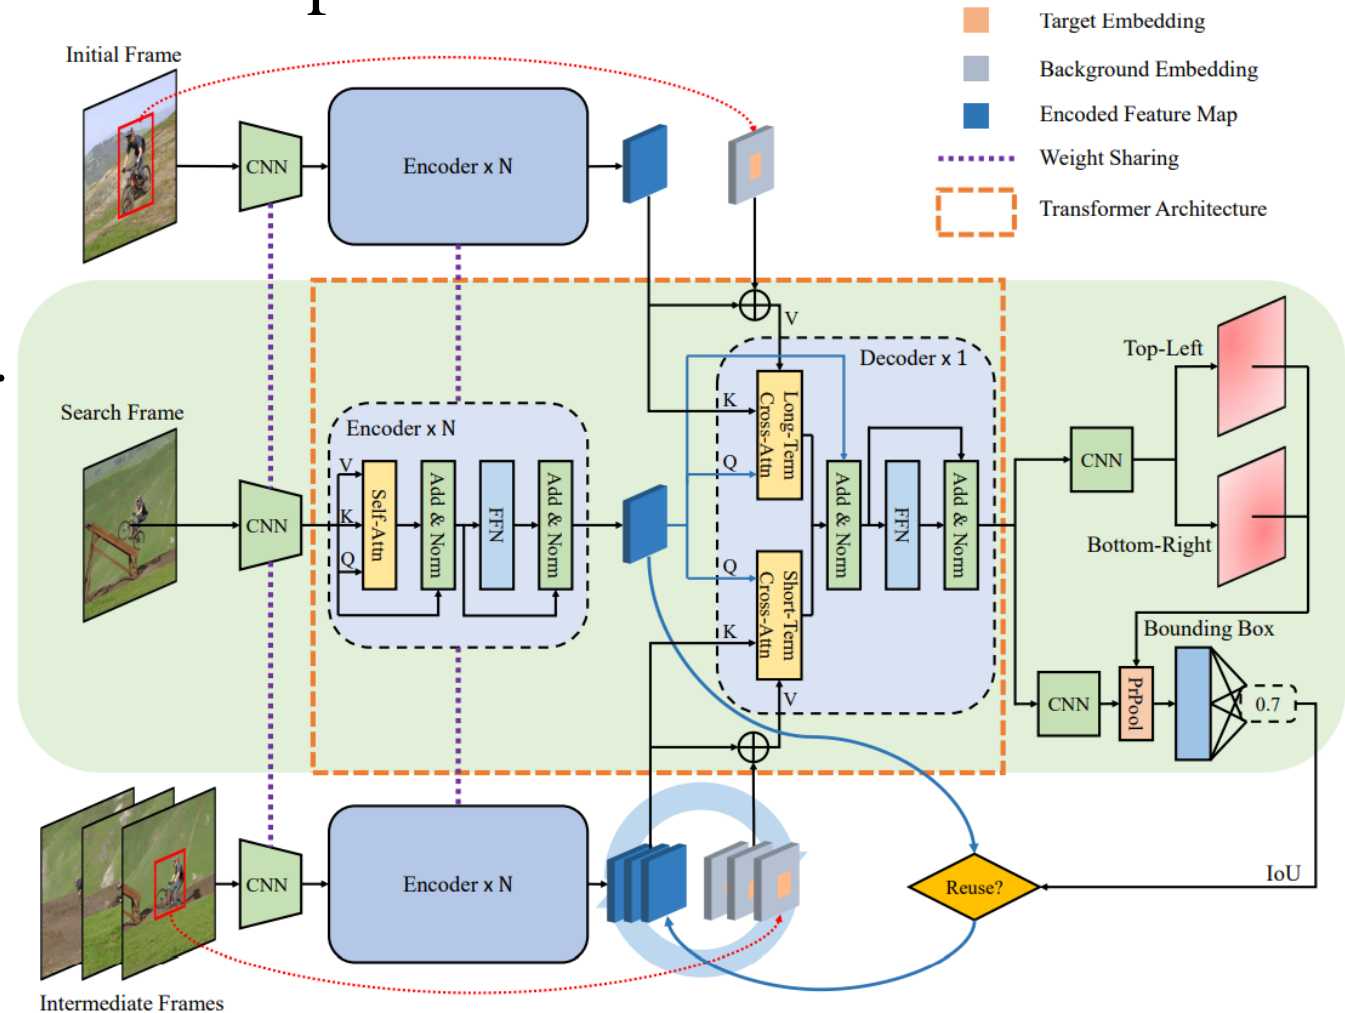 Target Embedding
Background Embedding
Encoded Feature Map
Weight Sharing
Transformer Architecture
Initial Frame
CNN
Encoder x N
V
Decoder x 1
K
Long-Term
Cross-Attn
Q
Add & Norm
FFN
Add & Norm
Q
Short-Term
Cross-Attn
K
V
Search Frame
CNN
Encoder x N
V
K
Q
Self-Attn
Add & Norm
FFN
Add & Norm
CNN
Top-Left
Bottom-Right
Bounding Box
CNN
PrPool
0.7
IoU
Reuse?
CNN
Encoder x N
Intermediate Frames